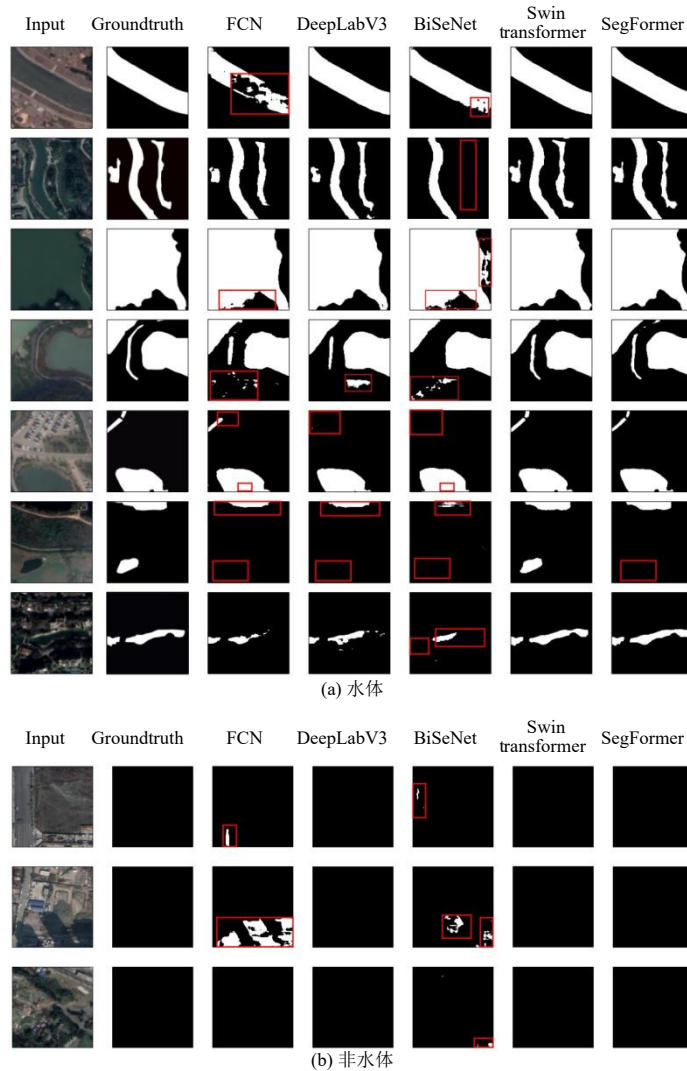 Input Groundtruth FCN DeepLabV3 BiSeNet Swin transformer SegFormer
(a) 水体
Input Groundtruth FCN DeepLabV3 BiSeNet Swin transformer SegFormer
(b) 非水体